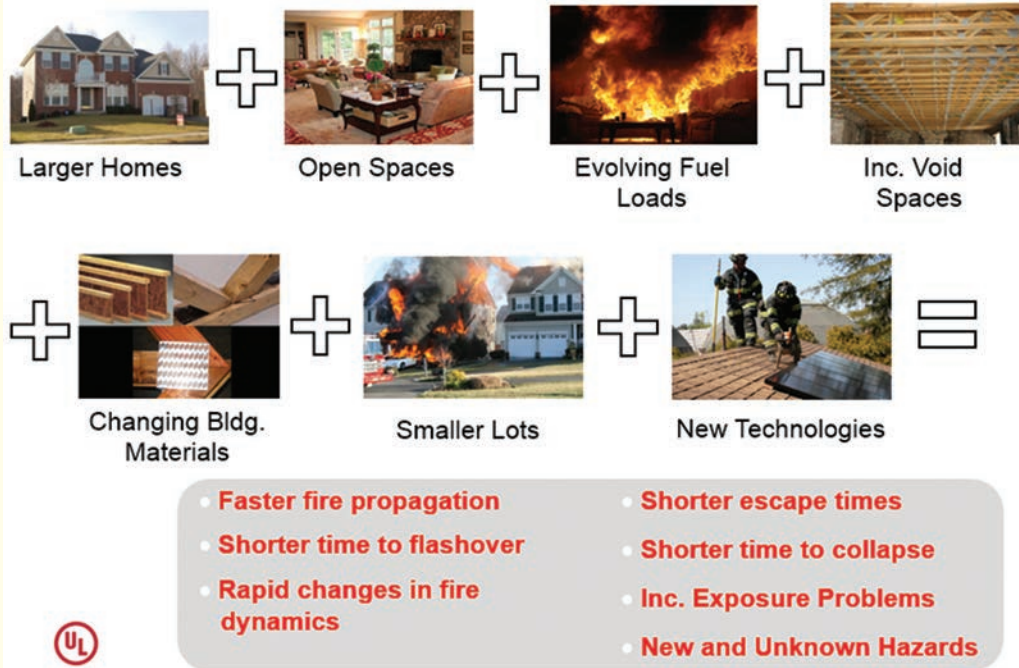 Larger Homes
Open Spaces
Evolving Fuel
Loads
Inc. Void
Spaces
Changing Bldg.
Materials
Smaller Lots
New Technologies
Faster fire propagation
Shorter time to flashover
Rapid changes in fire
dynamics
Shorter escape times
Shorter time to collapse
Inc. Exposure Problems
New and Unknown Hazards
UL